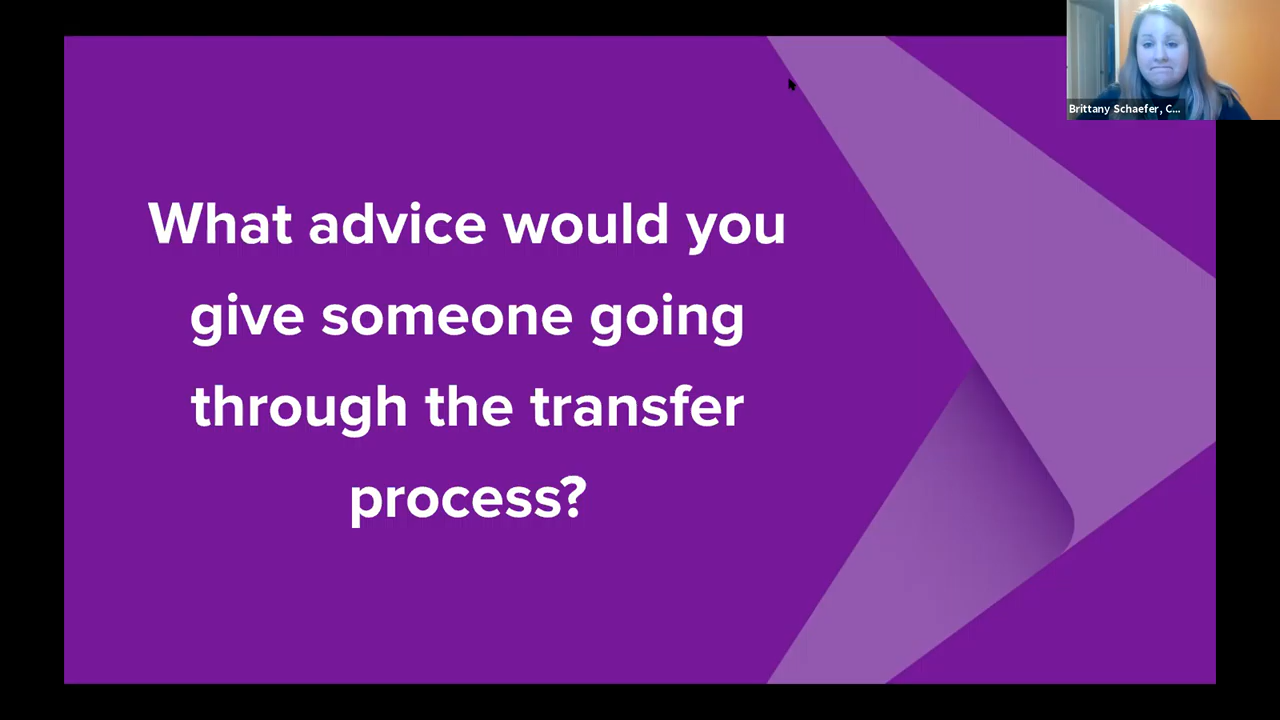 What advice would you
give someone going
through the transfer
process?
Brittany Schaefer, C...